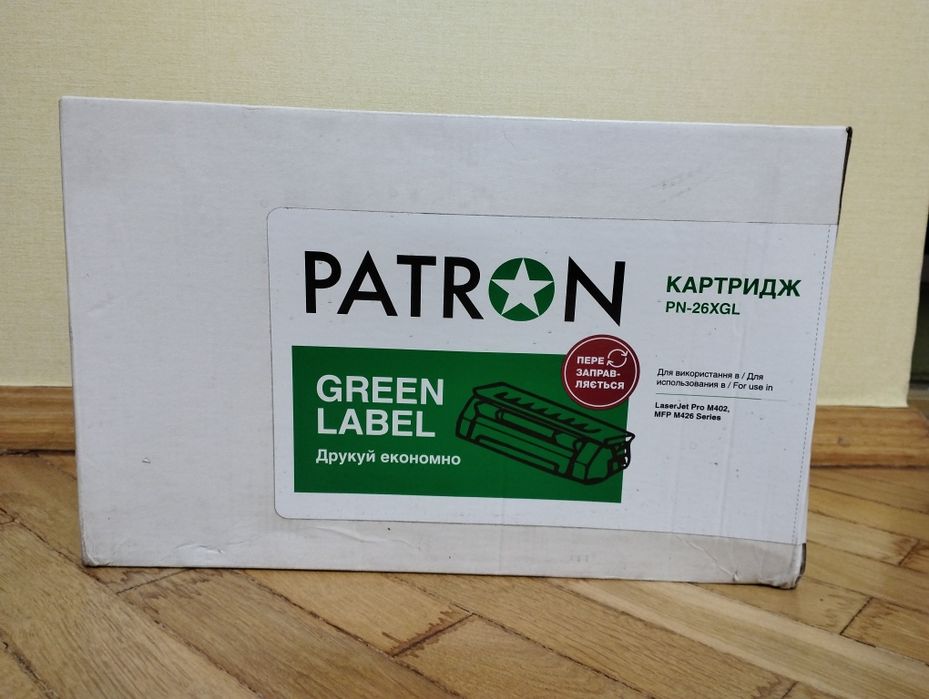 PATRON
КАРТРИДЖ
PN-26XGL
GREEN
LABEL
Друкуй економно
ПЕРЕ
ЗАПРАВ-
ЛЯЄТЬСЯ
Для використання в / Для
использования в / For use in
LaserJet Pro M402,
MFP M426 Series